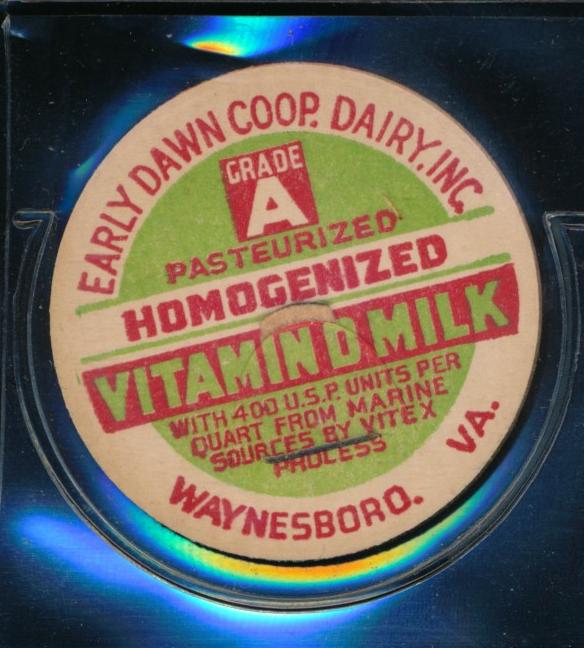 EARLY DAWN COOP. DAIRY, INC.
GRADE
A
PASTEURIZED
HOMOGENIZED
VITAMIN D MILK
WITH 400 U.S.P. UNITS PER
QUART FROM MARINE
SOURCES BY VITEX
PROCESS
WAYNESBORO. VA.